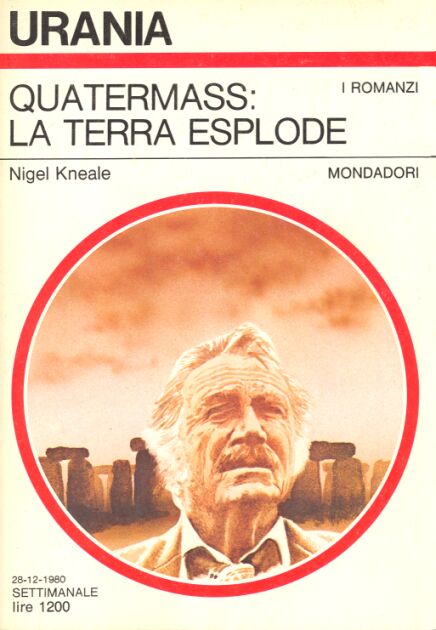 URANIA
QUATERMASS:
LA TERRA ESPLODE
I ROMANZI
Nigel Kneale
MONDADORI
28-12-1980
SETTIMANALE
lire 1200